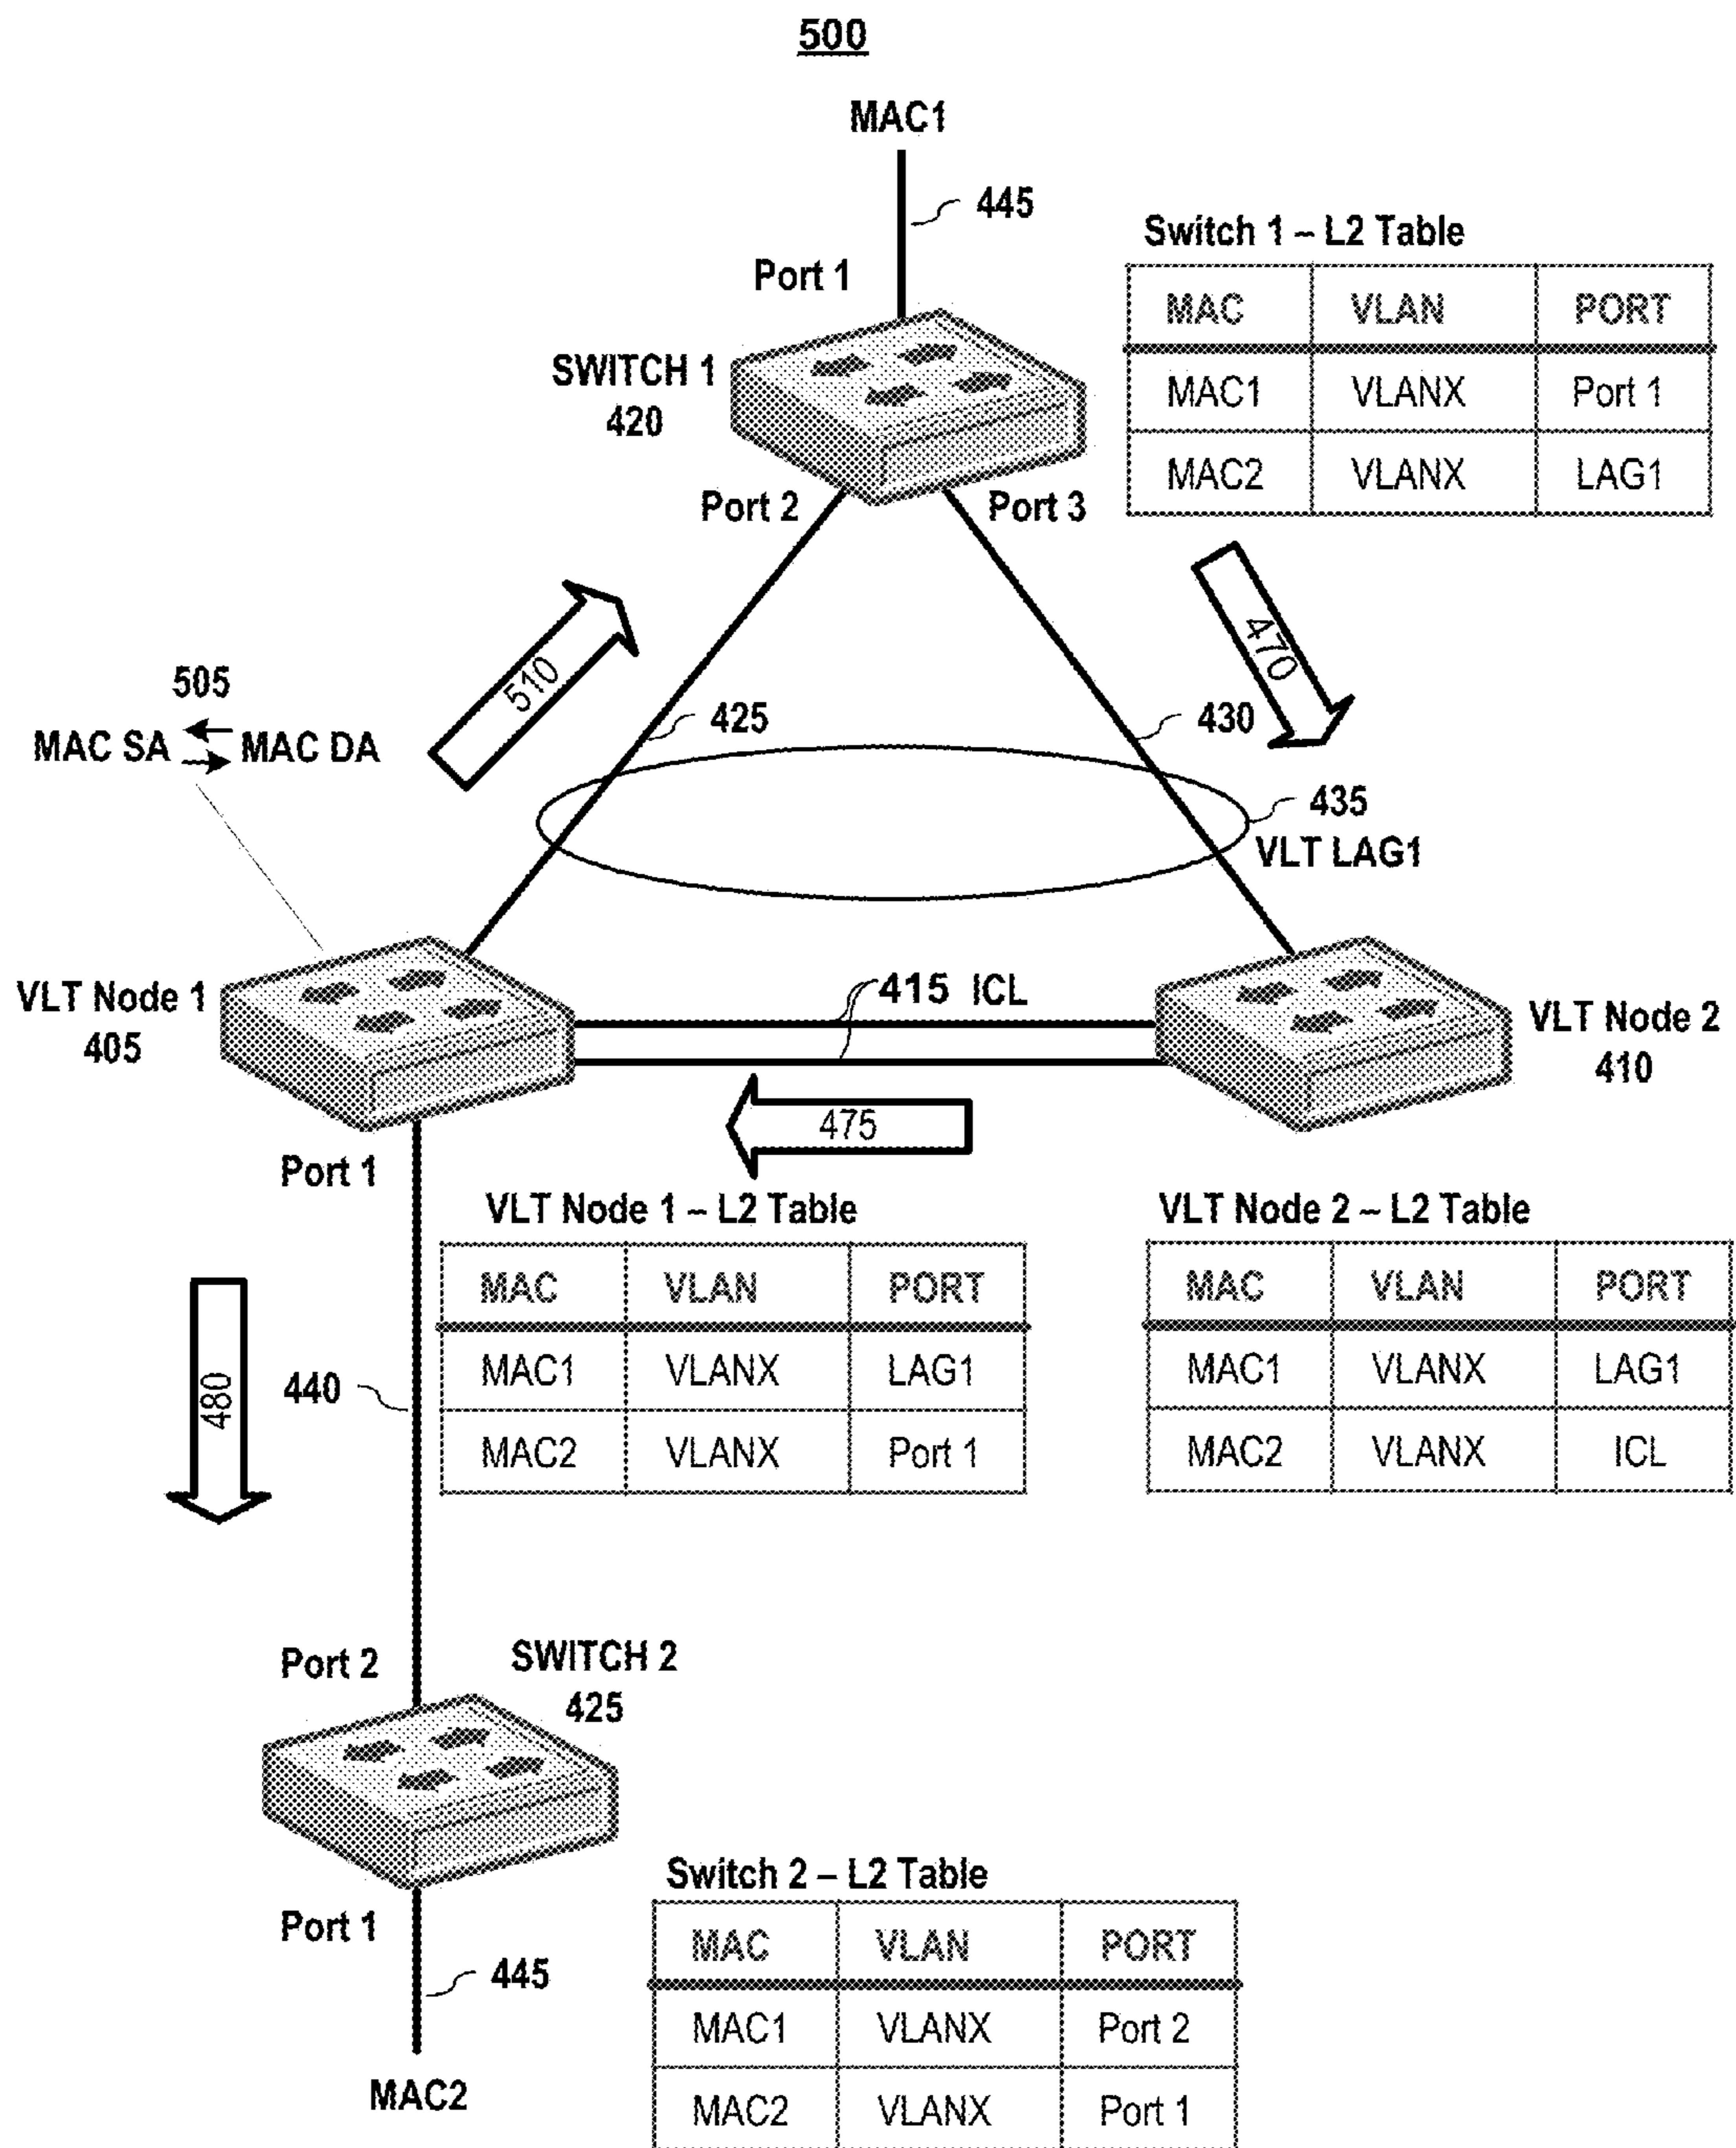 500
MAC1
445
Port 1
Switch 1 – L2 Table
MAC VLAN PORT
MAC1 VLANX Port 1
MAC2 VLANX LAG1
SWITCH 1
420
Port 2
Port 3
470
510
505
MAC SA MAC DA
425
430
435
VLT LAG1
VLT Node 1
405
415 ICL
VLT Node 2
410
475
Port 1
VLT Node 1 – L2 Table
MAC VLAN PORT
MAC1 VLANX LAG1
MAC2 VLANX Port 1
VLT Node 2 – L2 Table
MAC VLAN PORT
MAC1 VLANX LAG1
MAC2 VLANX ICL
480
440
Port 2
SWITCH 2
425
Port 1
445
MAC2
Switch 2 – L2 Table
MAC VLAN PORT
MAC1 VLANX Port 2
MAC2 VLANX Port 1